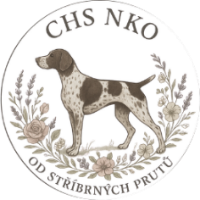 CHS NKO
OD STŘÍBRNÝCH PRUTŮ